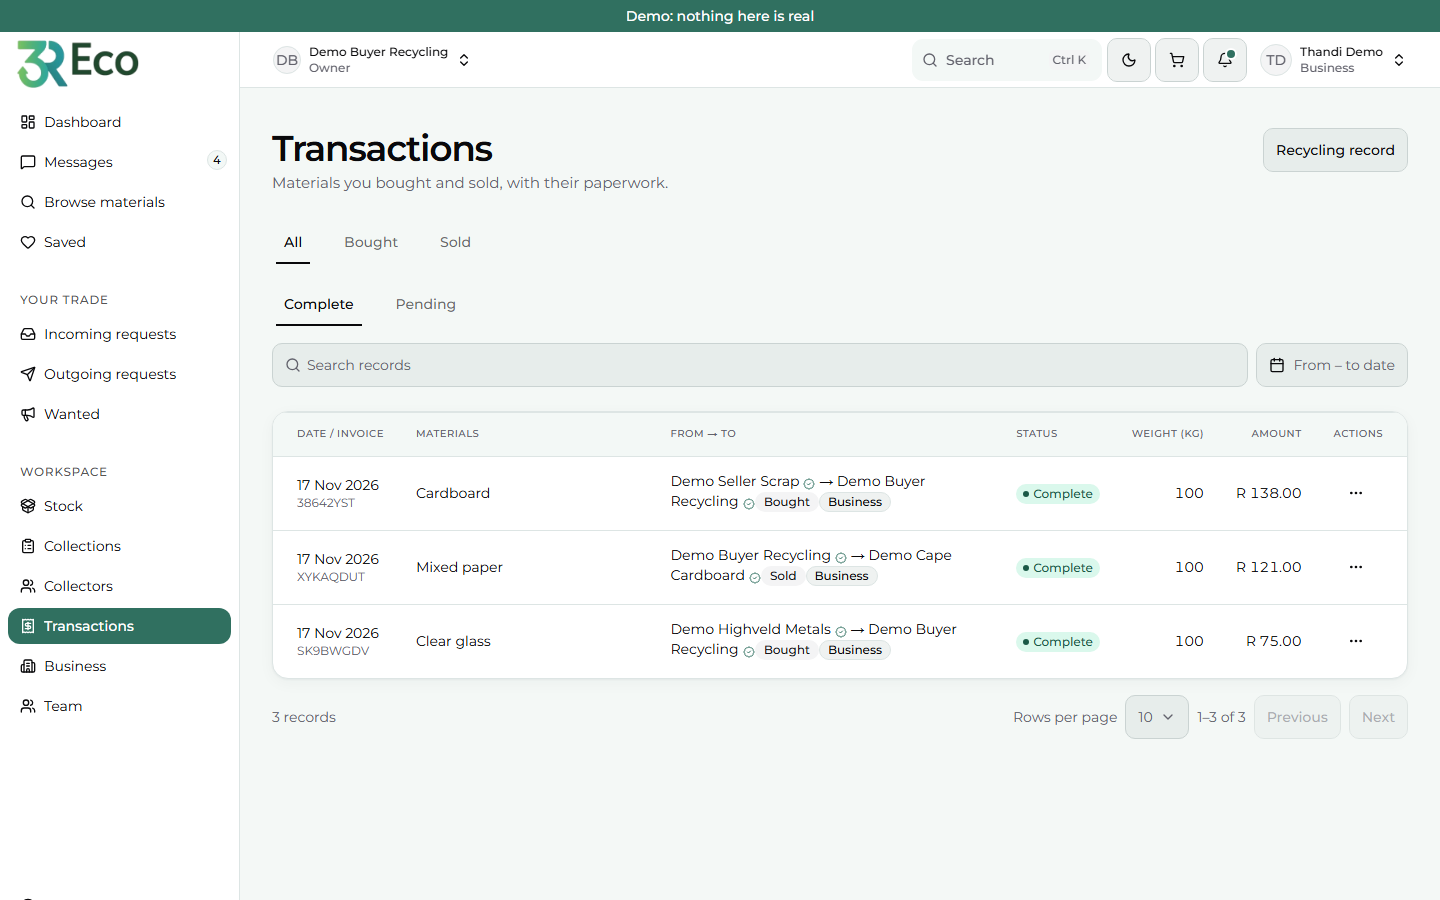 Demo: nothing here is real
3R Eco
DB
Demo Buyer Recycling
Owner
Search
Ctrl K
TD
Thandi Demo
Business
Dashboard
Messages
4
Browse materials
Saved
YOUR TRADE
Incoming requests
Outgoing requests
Wanted
WORKSPACE
Stock
Collections
Collectors
Transactions
Business
Team
Transactions
Materials you bought and sold, with their paperwork.
Recycling record
All Bought Sold
Complete Pending
Search records
From – to date
DATE / INVOICE MATERIALS FROM → TO STATUS WEIGHT (KG) AMOUNT ACTIONS
17 Nov 2026
38642YST
Cardboard
Demo Seller Scrap → Demo Buyer
Recycling Bought Business
Complete
100
R 138.00
17 Nov 2026
XYKAQDUT
Mixed paper
Demo Buyer Recycling → Demo Cape
Cardboard Sold Business
Complete
100
R 121.00
17 Nov 2026
SK9BWGDV
Clear glass
Demo Highveld Metals → Demo Buyer
Recycling Bought Business
Complete
100
R 75.00
3 records
Rows per page 10 1–3 of 3 Previous Next